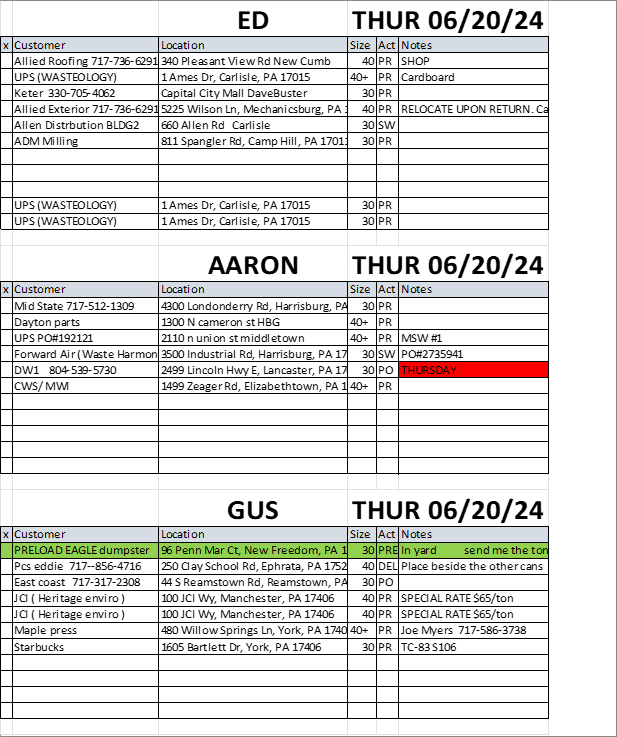 ED THUR 06/20/24
x Customer Location Size Act Notes
Allied Roofing 717-736-6291 340 Pleasant View Rd New Cumb 40 PR SHOP
UPS (WASTEOLOGY) 1 Ames Dr, Carlisle, PA 17015 40+ PR Cardboard
Keter 330-705-4062 Capital City Mall DaveBuster 30 PR
Allied Exterior 717-736-6291 5225 Wilson Ln, Mechanicsburg, PA 1 40 PR RELOCATE UPON RETURN. Ca
Allen Distrbution BLDG2 660 Allen Rd Carlisle 30 SW
ADM Milling 811 Spangler Rd, Camp Hill, PA 1701 30 PR
UPS (WASTEOLOGY) 1 Ames Dr, Carlisle, PA 17015 30 PR
UPS (WASTEOLOGY) 1 Ames Dr, Carlisle, PA 17015 30 PR
AARON THUR 06/20/24
x Customer Location Size Act Notes
Mid State 717-512-1309 4300 Londonderry Rd, Harrisburg, PA 30 PR
Dayton parts 1300 N cameron st HBG 40+ PR
UPS PO#192121 2110 n union st middletown 40+ PR MSW #1
Forward Air (Waste Harmon 3500 Industrial Rd, Harrisburg, PA 17 30 SW PO#2735941
DW1 804-539-5730 2499 Lincoln Hwy E, Lancaster, PA 17 30 PO THURSDAY
CWS/ MWI 1499 Zeager Rd, Elizabethtown, PA 1 40+ PR
GUS THUR 06/20/24
x Customer Location Size Act Notes
PRELOAD EAGLE dumpster 96 Penn Mar Ct, New Freedom, PA 1 30 PRE In yard send me the ton
Pcs eddie 717--856-4716 250 Clay School Rd, Ephrata, PA 1752 40 DEL Place beside the other cans
East coast 717-317-2308 44 S Reamstown Rd, Reamstown, PA 30 PO
JCI ( Heritage enviro ) 100 JCI Wy, Manchester, PA 17406 40 PR SPECIAL RATE $65/ton
JCI ( Heritage enviro ) 100 JCI Wy, Manchester, PA 17406 40 PR SPECIAL RATE $65/ton
Maple press 480 Willow Springs Ln, York, PA 1740 40+ PR Joe Myers 717-586-3738
Starbucks 1605 Bartlett Dr, York, PA 17406 30 PR TC-83 S106